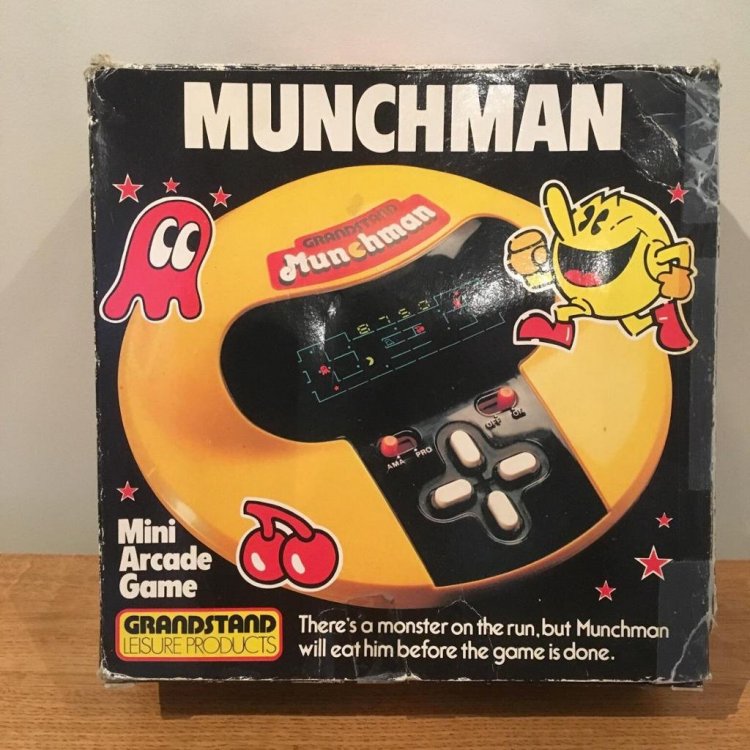 MUNCHMAN
GRANDSTAND
Munchman
8750
AMA PRO
OFF ON
Mini
Arcade
Game
GRANDSTAND
LEISURE PRODUCTS
There's a monster on the run, but Munchman
will eat him before the game is done.